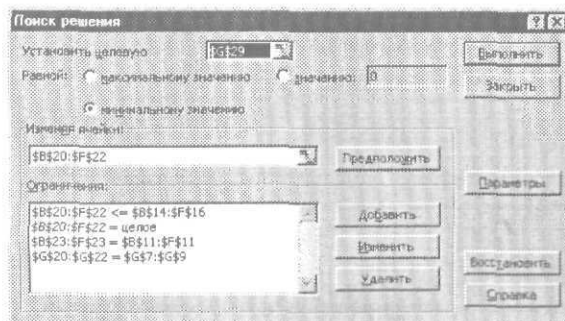 Поиск решения
Установить целевую $G$29 Выполнить
Равной: максимальному значению значению: 0 Закрыть
минимальному значению
Изменяя ячейки:
$B$20:$F$22 Предположить
Ограничения: Параметры
$B$20:$F$22 <= $B$14:$F$16 Добавить
$B$20:$F$22 = целое
$B$23:$F$23 = $B$11:$F$11 Изменить
$G$20:$G$22 = $G$7:$G$9 Восстановить
Удалить
Справка